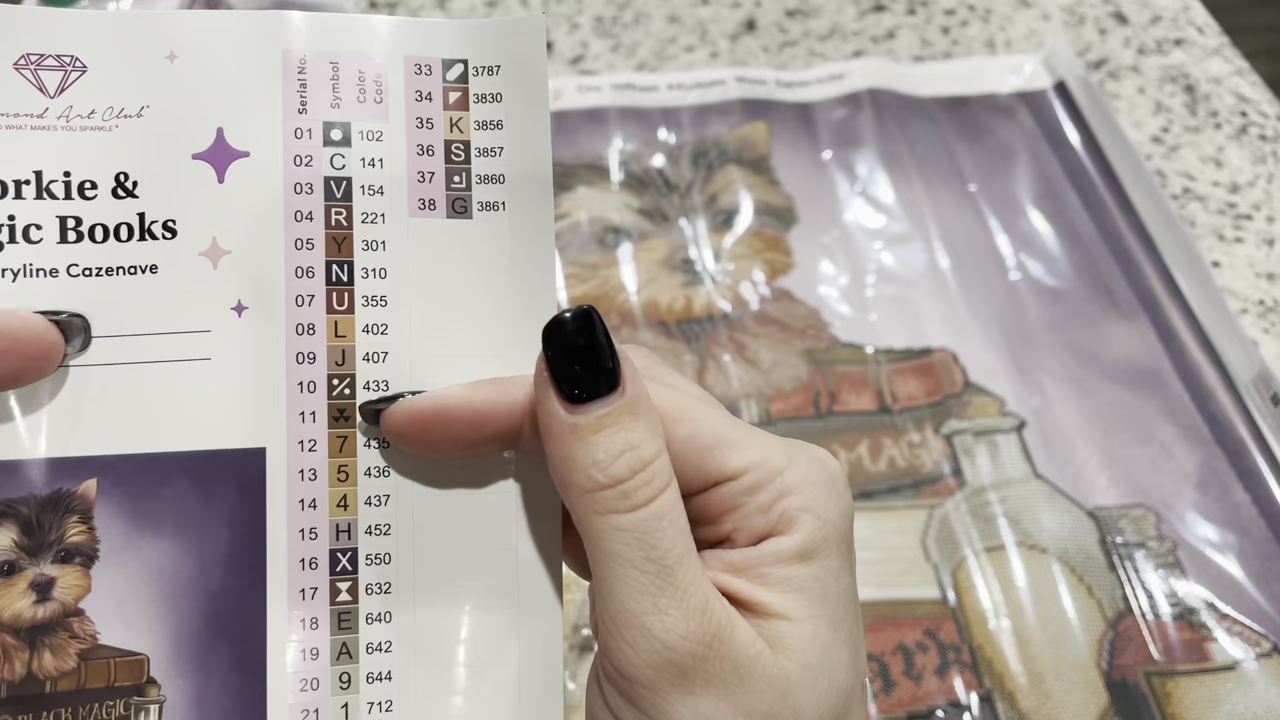 mond Art Club®
O WHAT MAKES YOU SPARKLE®
orkie &
gic Books
ryline Cazenave
BLACK MAGIC
Serial No. Symbol Color Code
01 102
02 C 141
03 V 154
04 R 221
05 Y 301
06 N 310
07 U 355
08 L 402
09 J 407
10 433
11
12 7 435
13 5 436
14 4 437
15 H 452
16 X 550
17 632
18 E 640
19 A 642
20 9 644
21 1 712
33 3787
34 3830
35 K 3856
36 S 3857
37 3860
38 G 3861
MAGI
ark